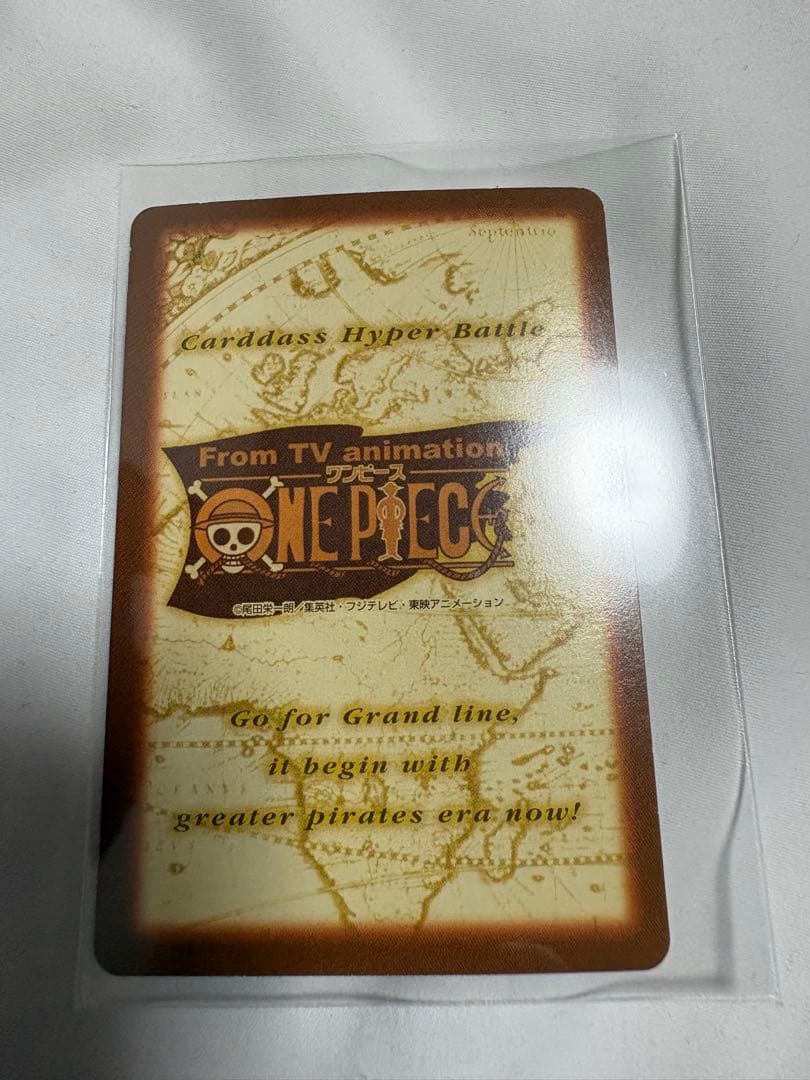 Septentrio
Carddass Hyper Battle
From TV animation
ワンピース
ONE PIECE
©尾田栄一朗／集英社・フジテレビ・東映アニメーション
Go for Grand line,
it begin with
greater pirates era now!